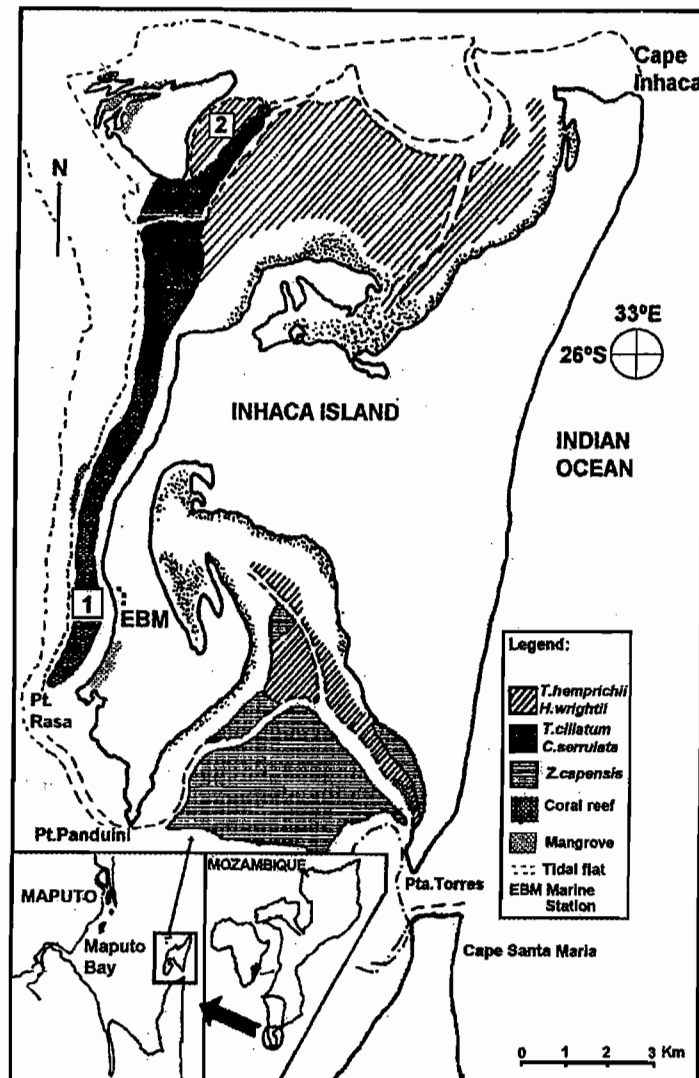 Cape
Inhaca
2
N
33ºE
26ºS
INHACA ISLAND
INDIAN
OCEAN
1
EBM
Pt.
Rasa
Legend:
T.hemprichii
H.wrightii
T.ciliatum
C.serrulata
Z.capensis
Coral reef
Mangrove
Tidal flat
EBM Marine
Station
Pt.Panduini
Pta.Torres
Cape Santa Maria
MAPUTO
Maputo
Bay
MOZAMBIQUE
0 1 2 3 Km